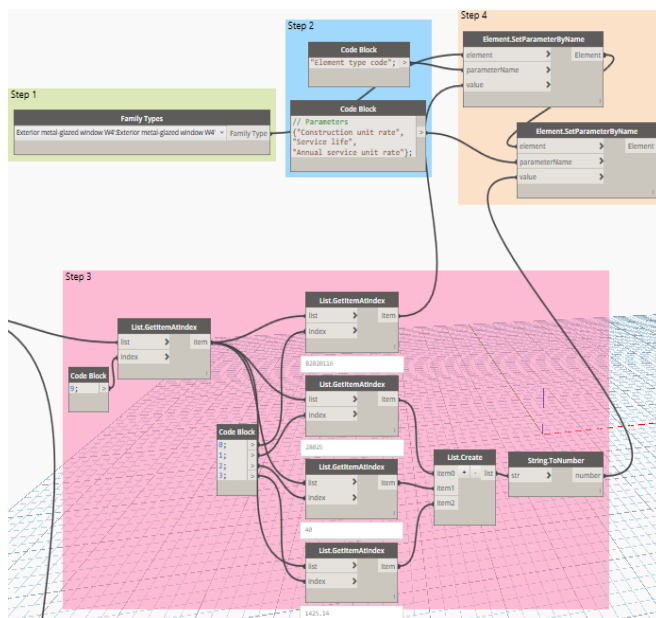 Step 1
Family Types
Exterior metal-glazed window W4:Exterior metal-glazed window W4
Family Type
Step 2
Code Block
"Element type code";
>
Code Block
// Parameters
{"Construction unit rate",
"Service life",
"Annual service unit rate"};
>
Step 4
Element.SetParameterByName
element
>
Element
parameterName
>
value
>
Element.SetParameterByName
element
>
Element
parameterName
>
value
>
Step 3
List.GetItemAtIndex
list
>
item
index
>
Code Block
9;
>
Code Block
0;
>
1;
>
2;
>
3;
>
List.GetItemAtIndex
list
>
item
index
>
02020116
List.GetItemAtIndex
list
>
item
index
>
28025
List.GetItemAtIndex
list
>
item
index
>
40
List.GetItemAtIndex
list
>
item
index
>
1425.14
List.Create
item0
+
-
list
item1
item2
String.ToNumber
str
>
number